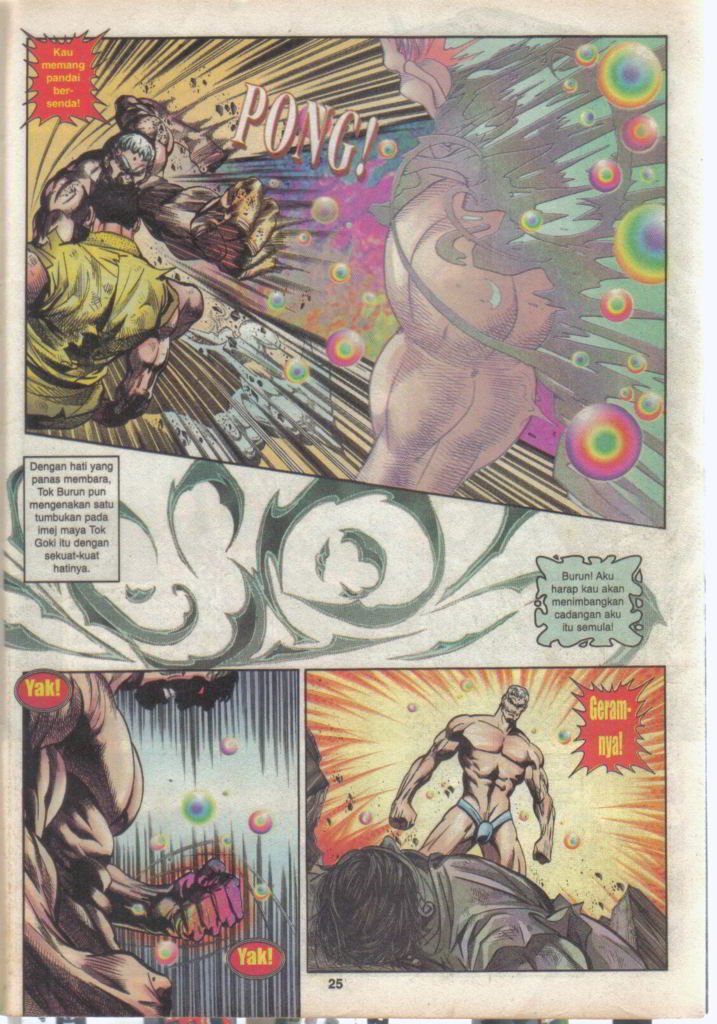 Kau
memang
pandai
ber-
senda!
PONG!
Dengan hati yang
panas membara,
Tok Burun pun
mengenakan satu
tumbukan pada
imej maya Tok
Goki itu dengan
sekuat-kuat
hatinya.
Burun! Aku
harap kau akan
menimbangkan
cadangan aku
itu semula!
Yak!
Yak!
Geram-
nya!
25